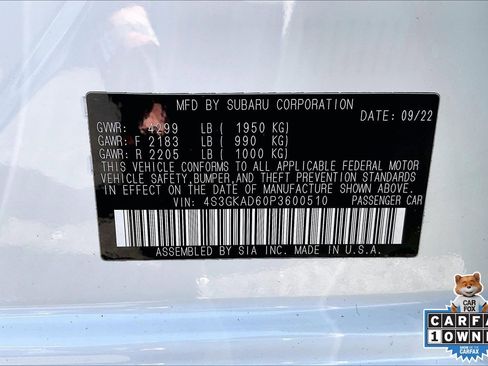 MFD BY SUBARU CORPORATION
DATE: 09/22
GVWR: 4299 LB ( 1950 KG)
GAWR: F 2183 LB ( 990 KG)
GAWR: R 2205 LB ( 1000 KG)
THIS VEHICLE CONFORMS TO ALL APPLICABLE FEDERAL MOTOR
VEHICLE SAFETY,BUMPER,AND THEFT PREVENTION STANDARDS
IN EFFECT ON THE DATE OF MANUFACTURE SHOWN ABOVE.
VIN: 4S3GKAD60P3600510 PASSENGER CAR
ASSEMBLED BY SIA INC. MADE IN U.S.A.
CAR
FOX
CARFA
1 OWNE
CARFAX